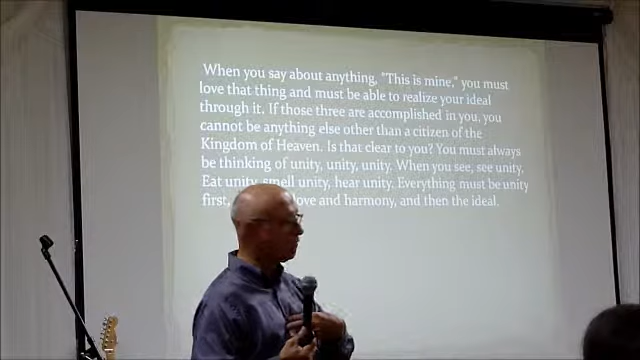 When you say about anything, "This is mine," you must
love that thing and must be able to realize your ideal
through it. If those three are accomplished in you, you
cannot be anything else other than a citizen of the
Kingdom of Heaven. Is that clear to you? You must always
be thinking of unity, unity, unity. When you see, see unity.
Eat unity, smell unity, hear unity. Everything must be unity
first, love and harmony, and then the ideal.